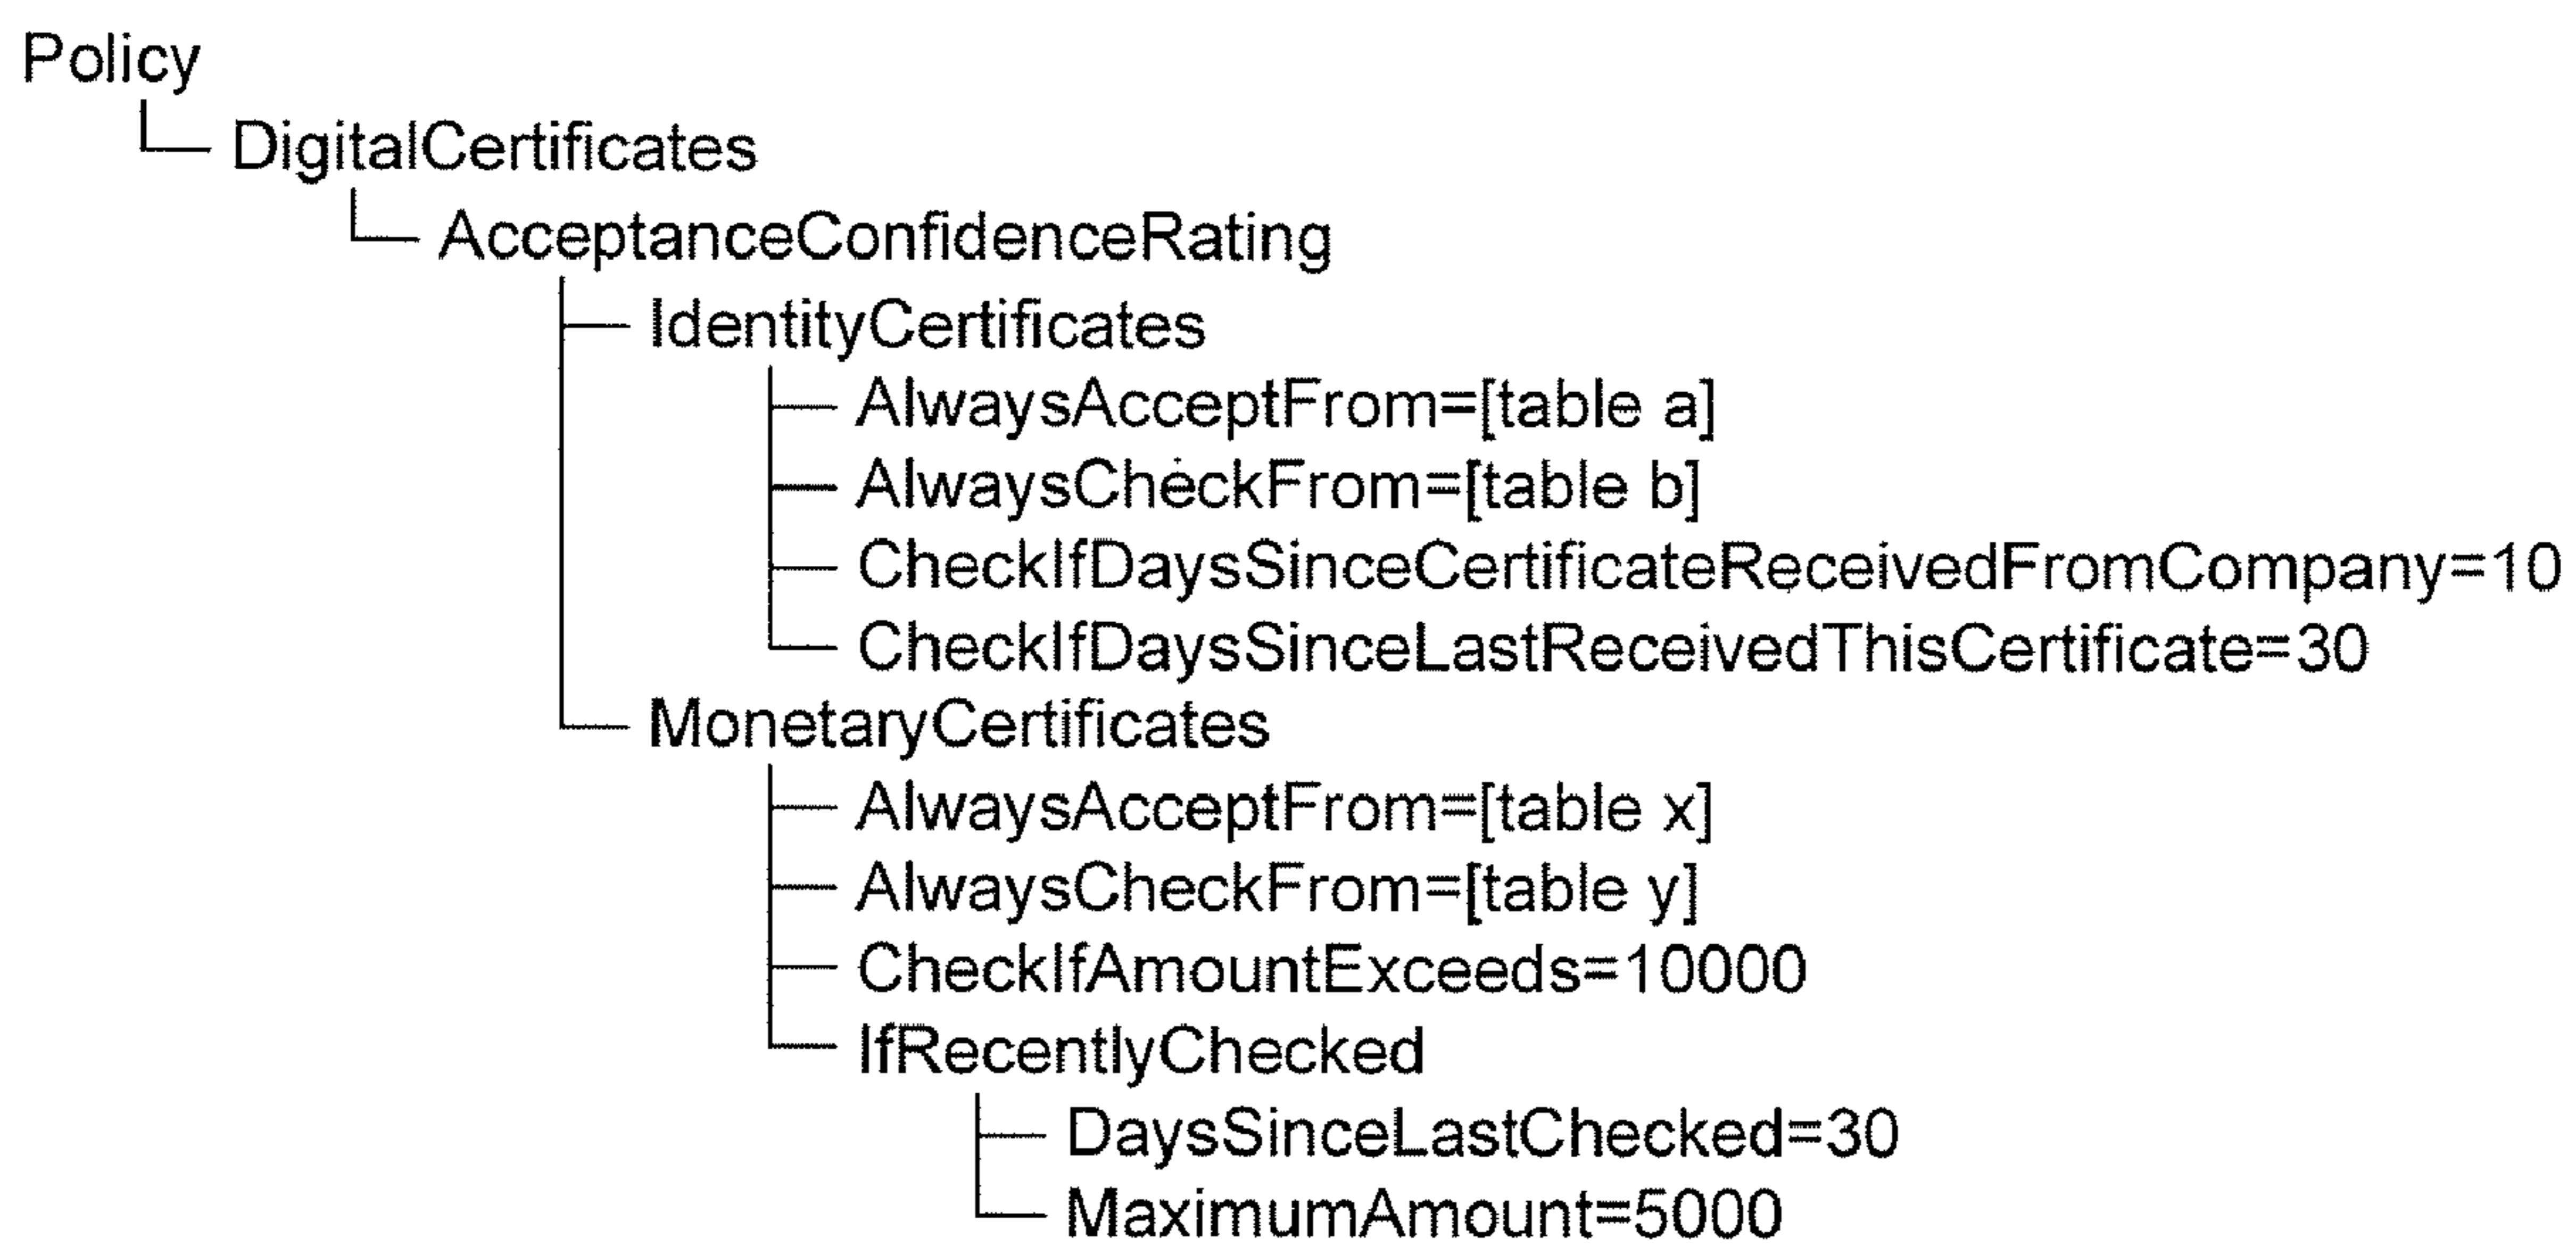 Policy
DigitalCertificates
AcceptanceConfidenceRating
IdentityCertificates
AlwaysAcceptFrom=[table a]
AlwaysCheckFrom=[table b]
CheckIfDaysSinceCertificateReceivedFromCompany=10
CheckIfDaysSinceLastReceivedThisCertificate=30
MonetaryCertificates
AlwaysAcceptFrom=[table x]
AlwaysCheckFrom=[table y]
CheckIfAmountExceeds=10000
IfRecentlyChecked
DaysSinceLastChecked=30
MaximumAmount=5000